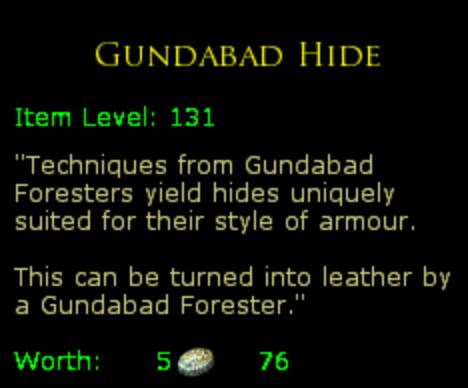 GUNDABAD HIDE
Item Level: 131
"Techniques from Gundabad
Foresters yield hides uniquely
suited for their style of armour.
This can be turned into leather by
a Gundabad Forester."
Worth: 5 76